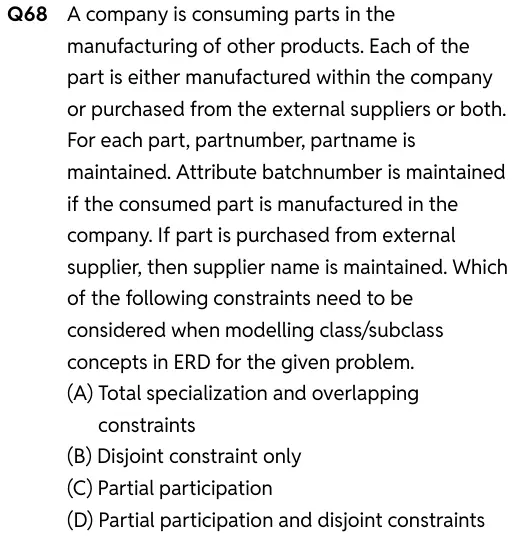 Q68 A company is consuming parts in the
manufacturing of other products. Each of the
part is either manufactured within the company
or purchased from the external suppliers or both.
For each part, partnumber, partname is
maintained. Attribute batchnumber is maintained
if the consumed part is manufactured in the
company. If part is purchased from external
supplier, then supplier name is maintained. Which
of the following constraints need to be
considered when modelling class/subclass
concepts in ERD for the given problem.
(A) Total specialization and overlapping
constraints
(B) Disjoint constraint only
(C) Partial participation
(D) Partial participation and disjoint constraints